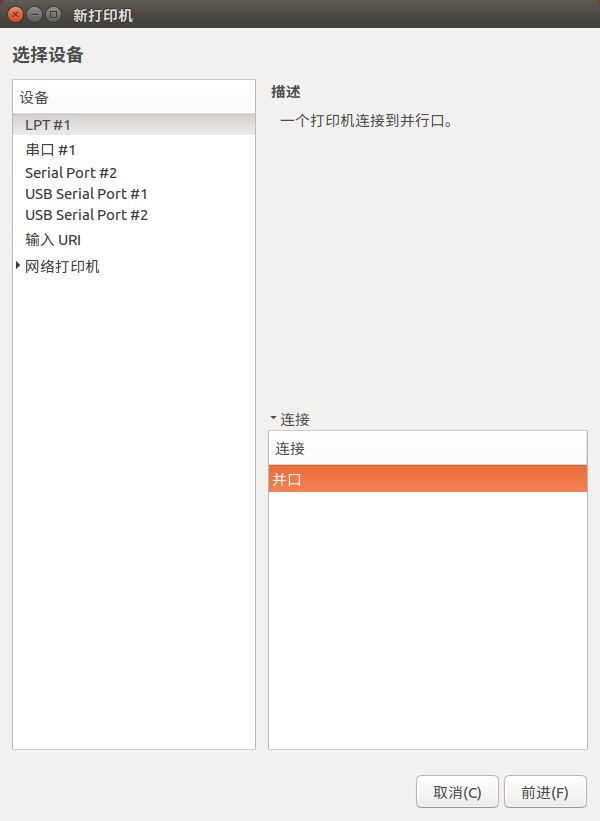 新打印机
选择设备
设备
LPT #1
串口 #1
Serial Port #2
USB Serial Port #1
USB Serial Port #2
输入 URI
网络打印机
描述
一个打印机连接到并行口。
连接
连接
并口
取消(C)
前进(F)